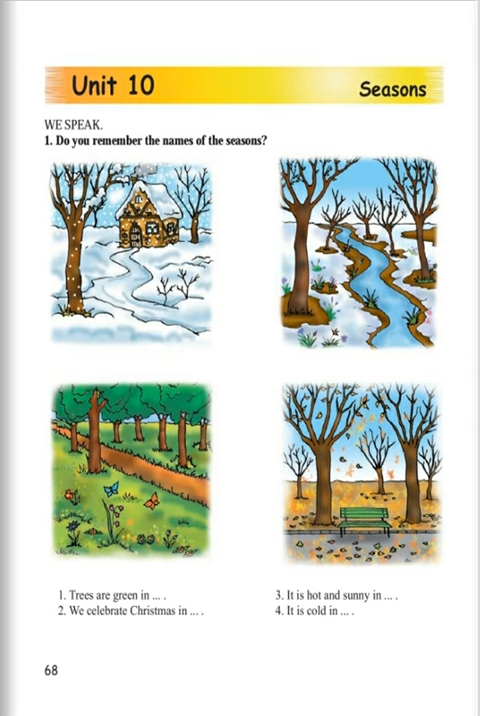 Unit 10
Seasons
WE SPEAK.
1. Do you remember the names of the seasons?
1. Trees are green in ... .
2. We celebrate Christmas in ... .
3. It is hot and sunny in ... .
4. It is cold in ... .
68